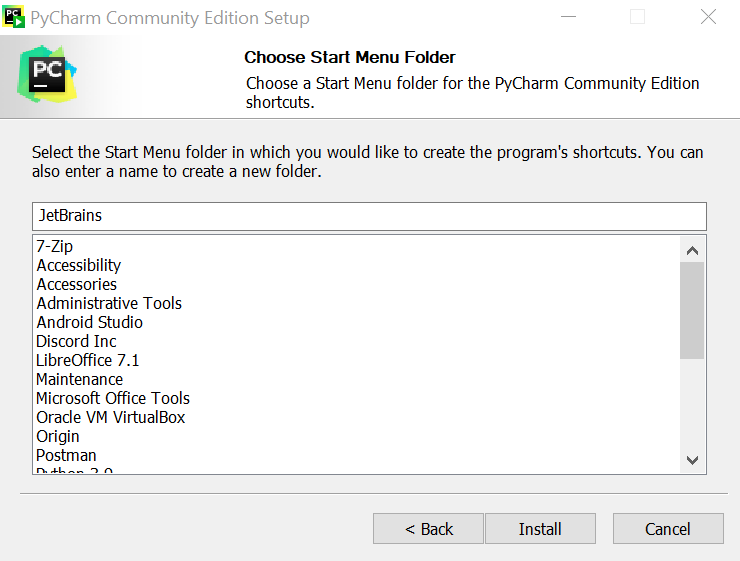 PC
PyCharm Community Edition Setup
PC
Choose Start Menu Folder
Choose a Start Menu folder for the PyCharm Community Edition
shortcuts.
Select the Start Menu folder in which you would like to create the program's shortcuts. You can
also enter a name to create a new folder.
JetBrains
7-Zip
Accessibility
Accessories
Administrative Tools
Android Studio
Discord Inc
LibreOffice 7.1
Maintenance
Microsoft Office Tools
Oracle VM VirtualBox
Origin
Postman
Python
< Back
Install
Cancel